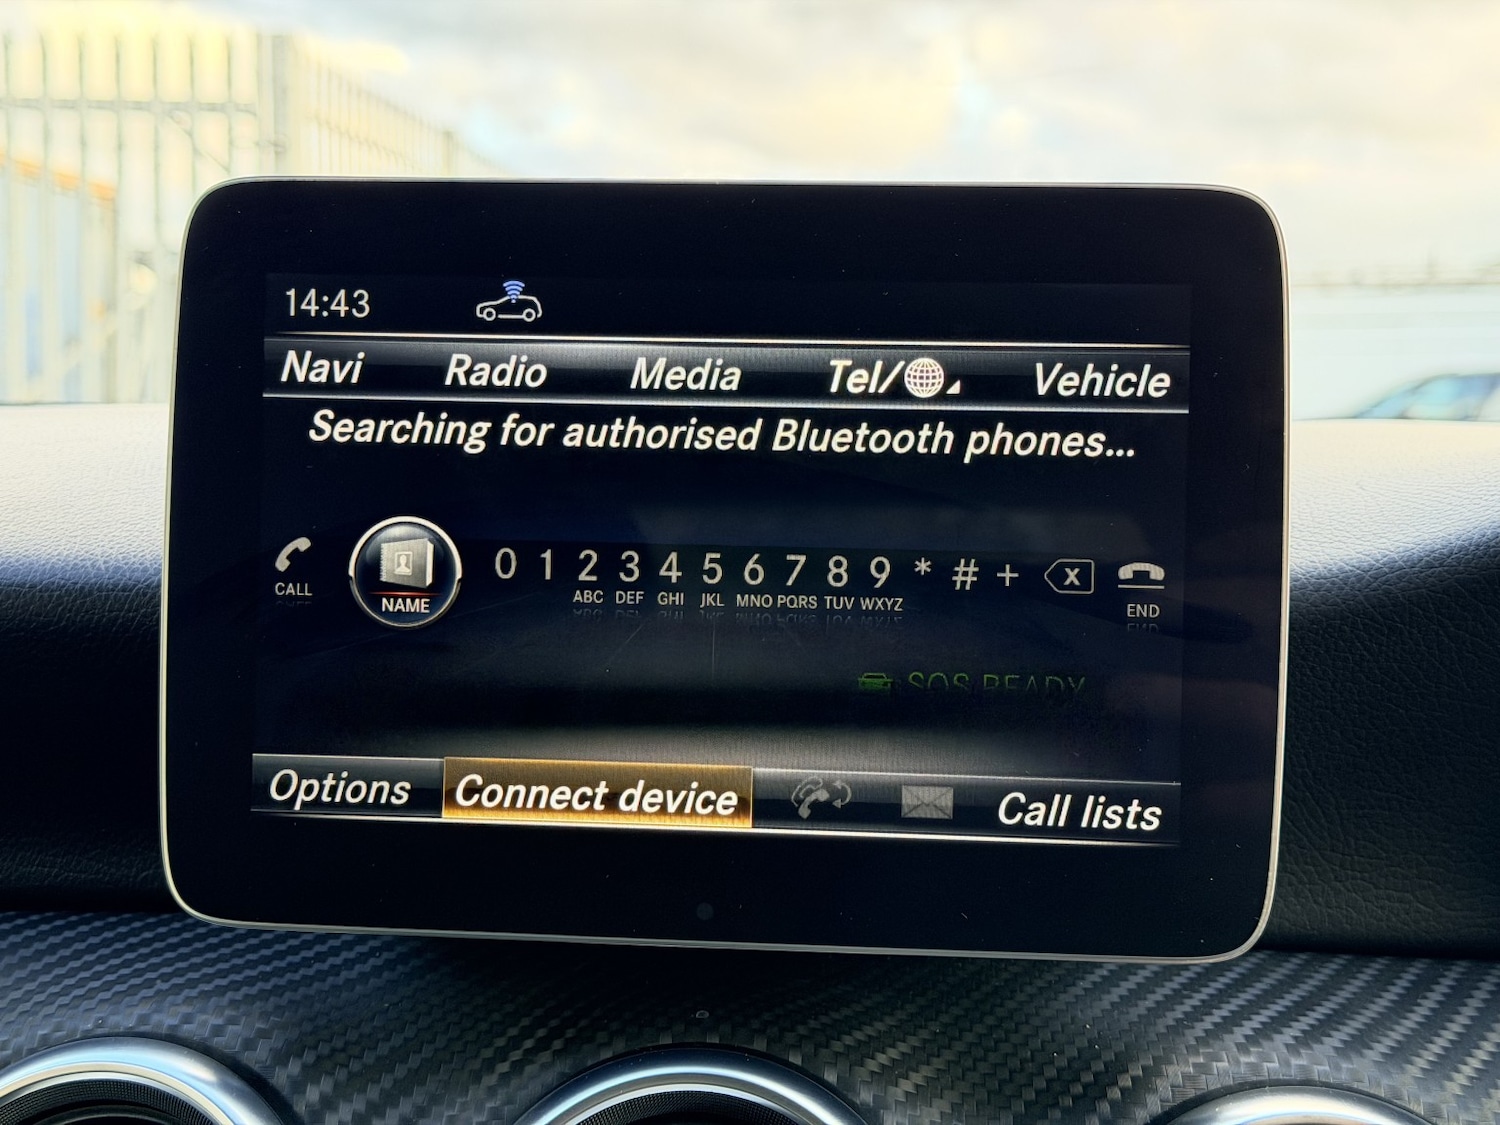 14:43
Navi Radio Media Tel/ Vehicle
Searching for authorised Bluetooth phones...
CALL NAME 0 1 2 ABC 3 DEF 4 GHI 5 JKL 6 MNO 7 PQRS 8 TUV 9 WXYZ * # + x END
SOS READY
Options Connect device Call lists